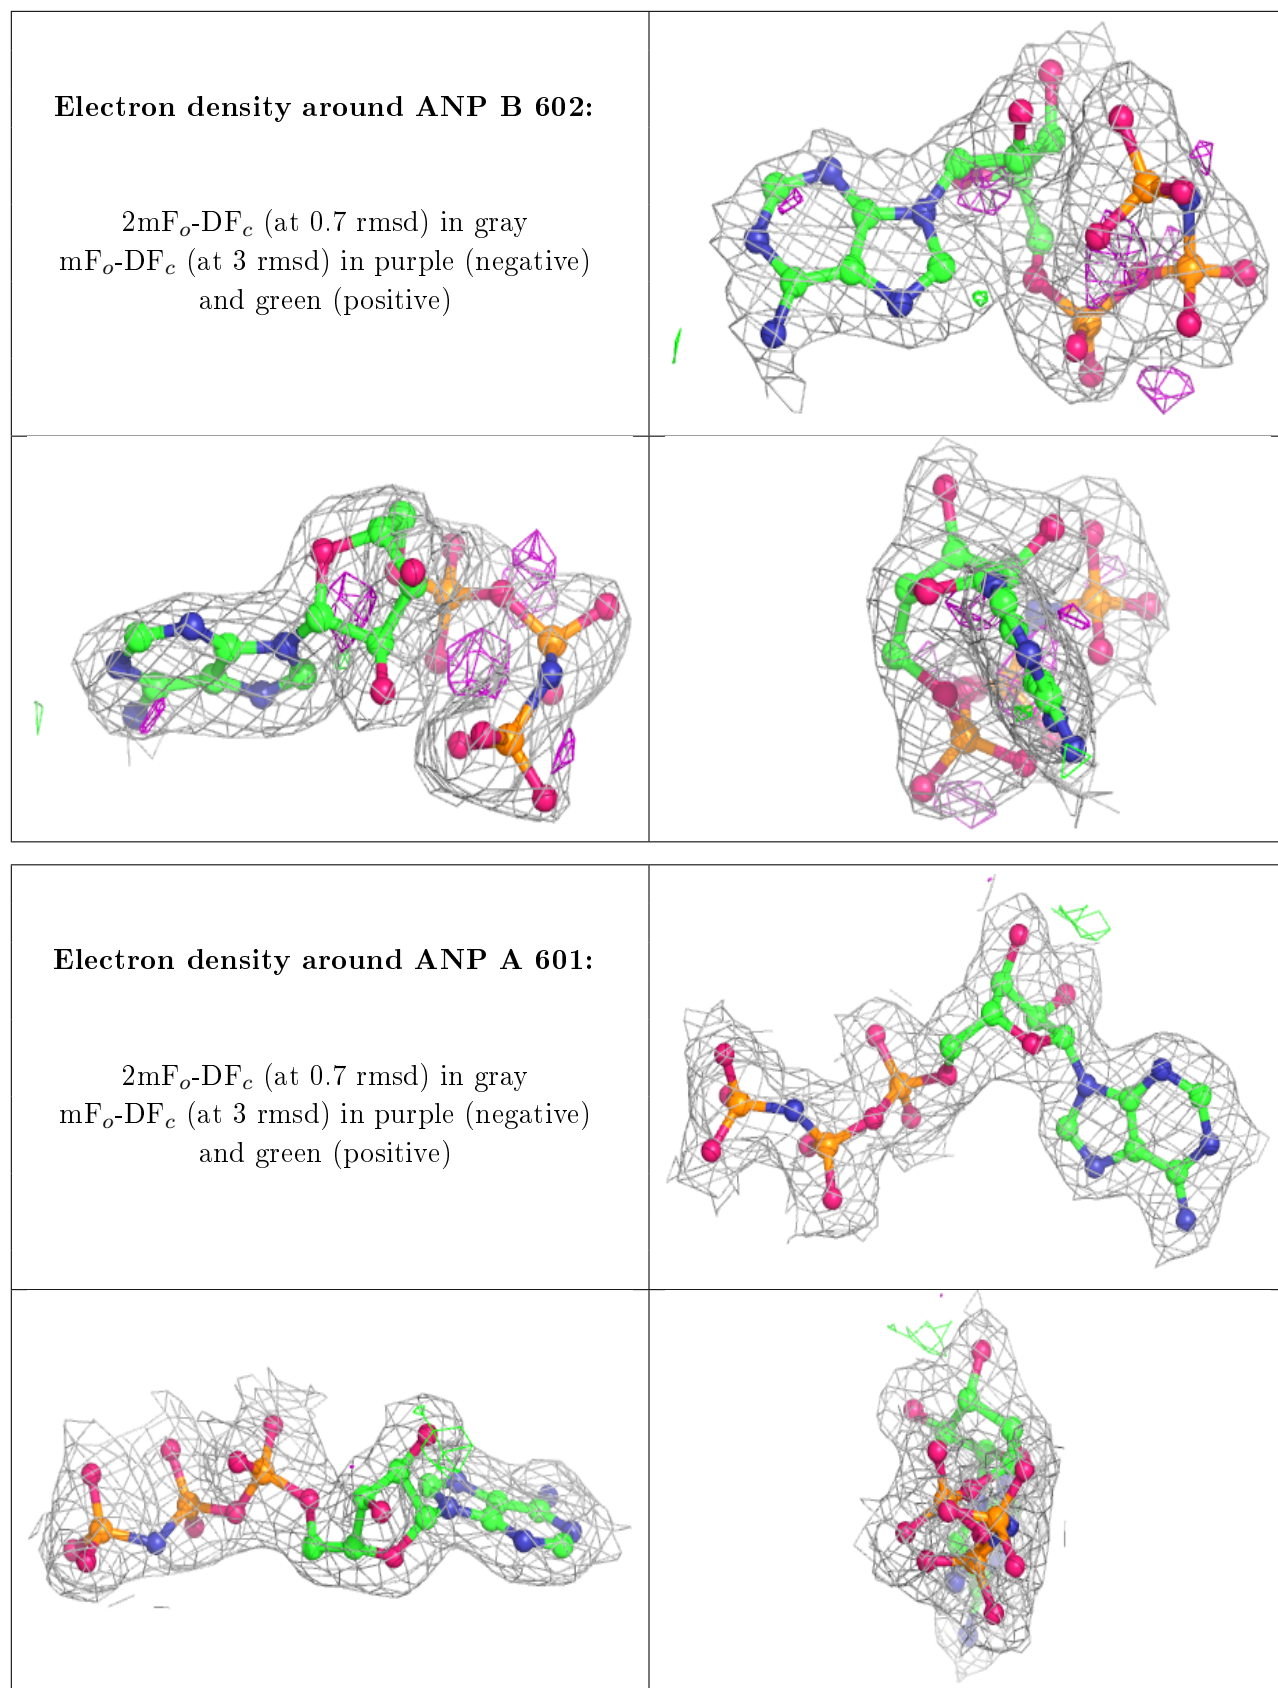 Electron density around ANP B 602:
2mFo-DFc (at 0.7 rmsd) in gray
mFo-DFc (at 3 rmsd) in purple (negative)
and green (positive)
Electron density around ANP A 601:
2mFo-DFc (at 0.7 rmsd) in gray
mFo-DFc (at 3 rmsd) in purple (negative)
and green (positive)